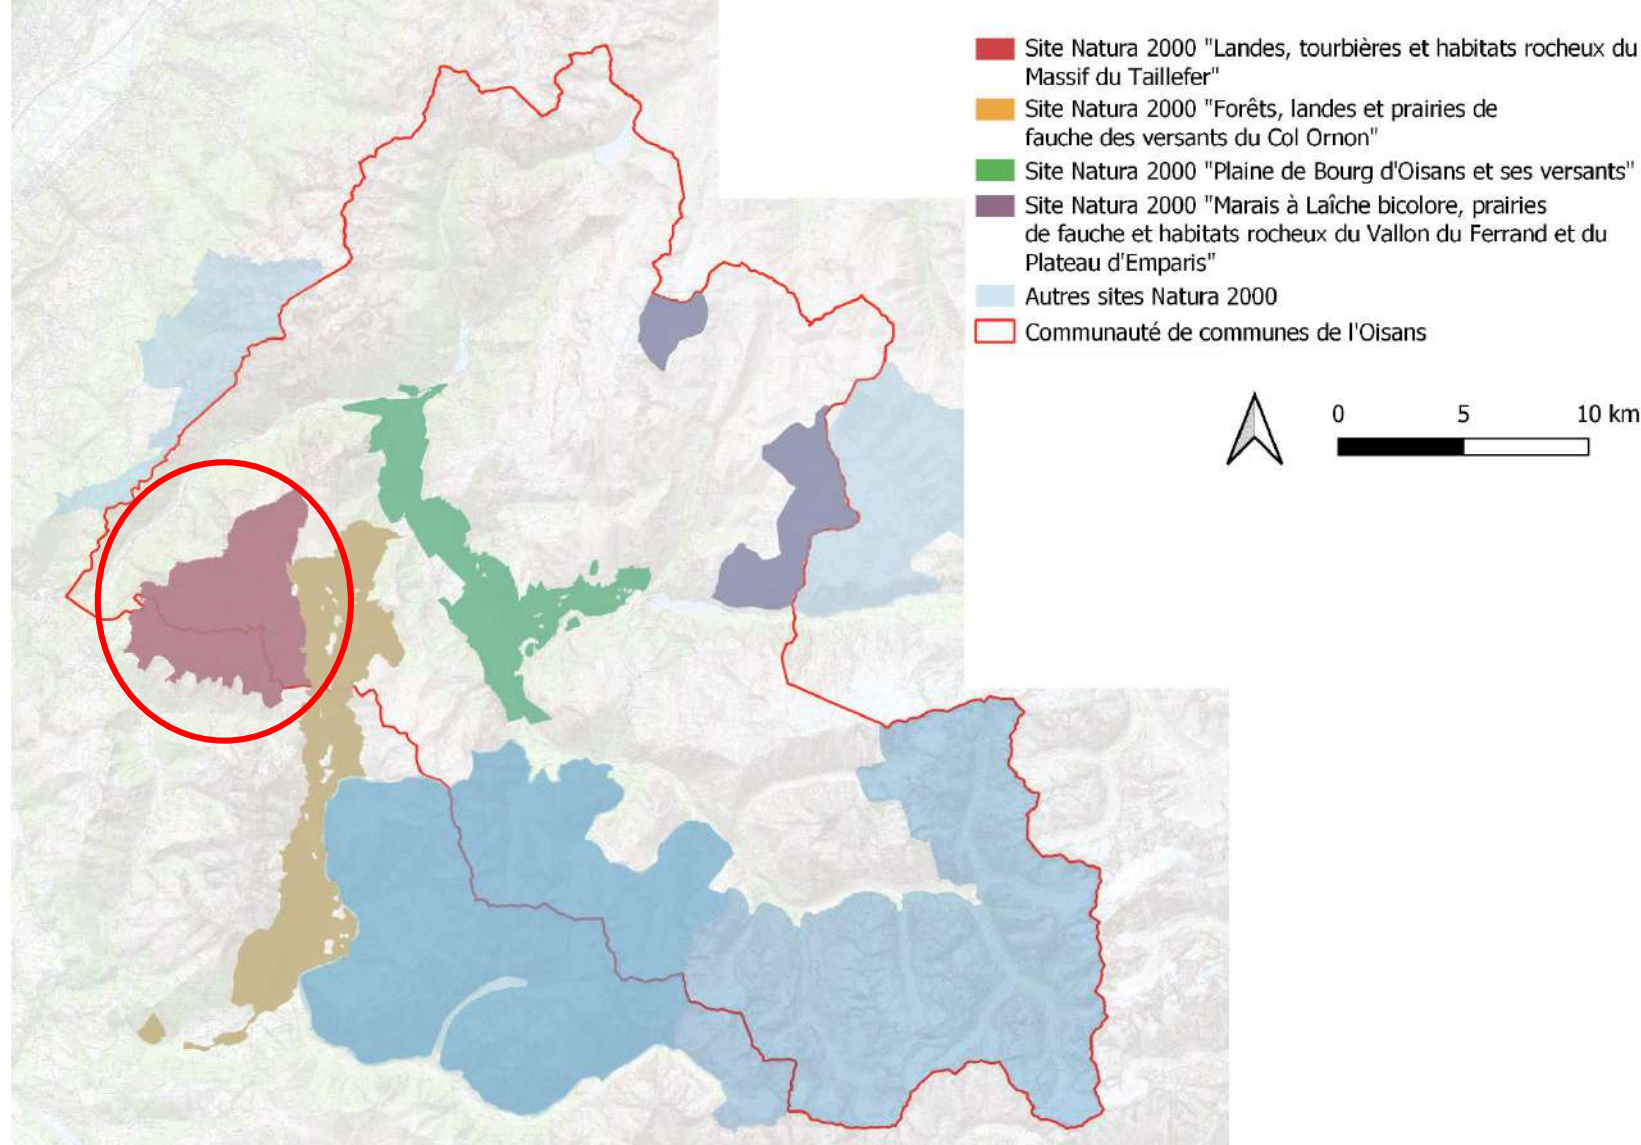 Site Natura 2000 "Landes, tourbières et habitats rocheux du
Massif du Taillefer"
Site Natura 2000 "Forêts, landes et prairies de
fauche des versants du Col Ornon"
Site Natura 2000 "Plaine de Bourg d'Oisans et ses versants"
Site Natura 2000 "Marais à Laîche bicolore, prairies
de fauche et habitats rocheux du Vallon du Ferrand et du
Plateau d'Emparis"
Autres sites Natura 2000
Communauté de communes de l'Oisans
0 5 10 km